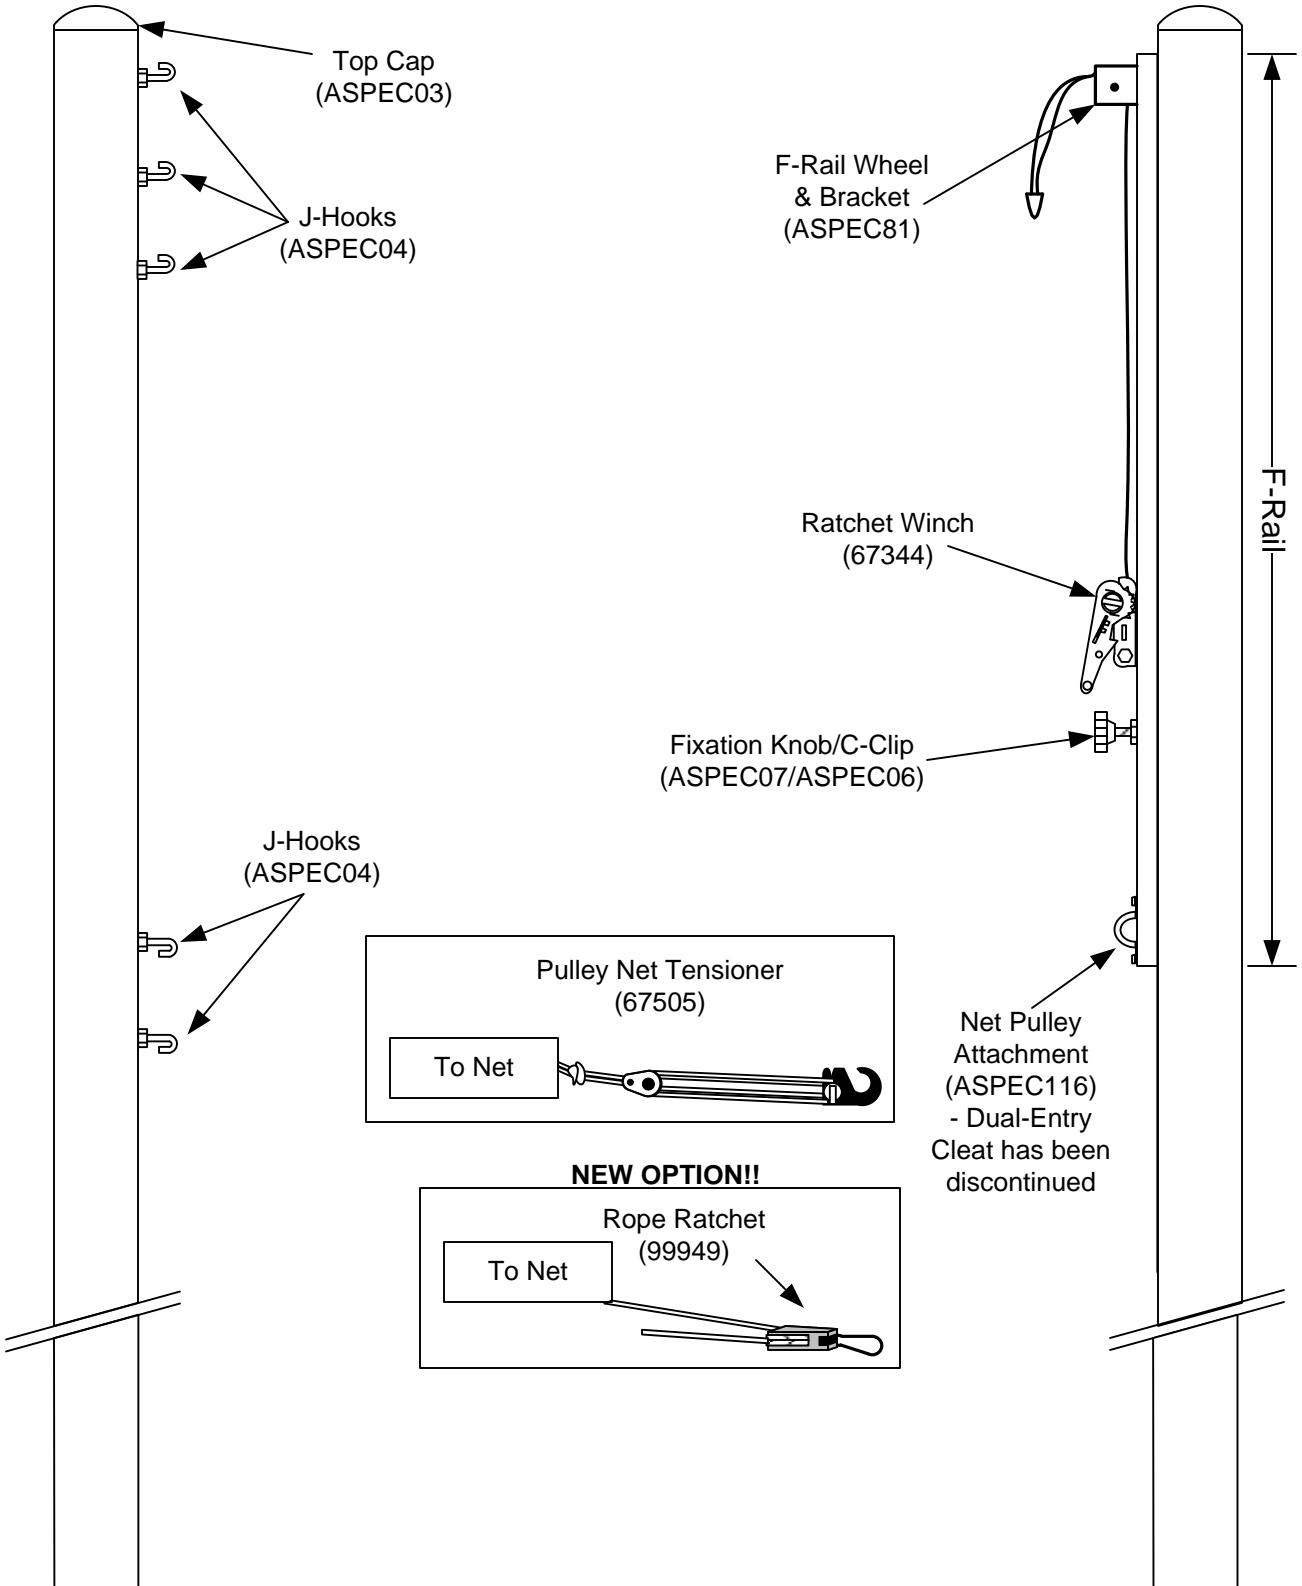 Top Cap
(ASPEC03)
J-Hooks
(ASPEC04)
F-Rail Wheel
& Bracket
(ASPEC81)
F-Rail
Ratchet Winch
(67344)
Fixation Knob/C-Clip
(ASPEC07/ASPEC06)
J-Hooks
(ASPEC04)
Pulley Net Tensioner
(67505)
To Net
Net Pulley
Attachment
(ASPEC116)
- Dual-Entry
Cleat has been
discontinued
NEW OPTION!!
Rope Ratchet
(99949)
To Net